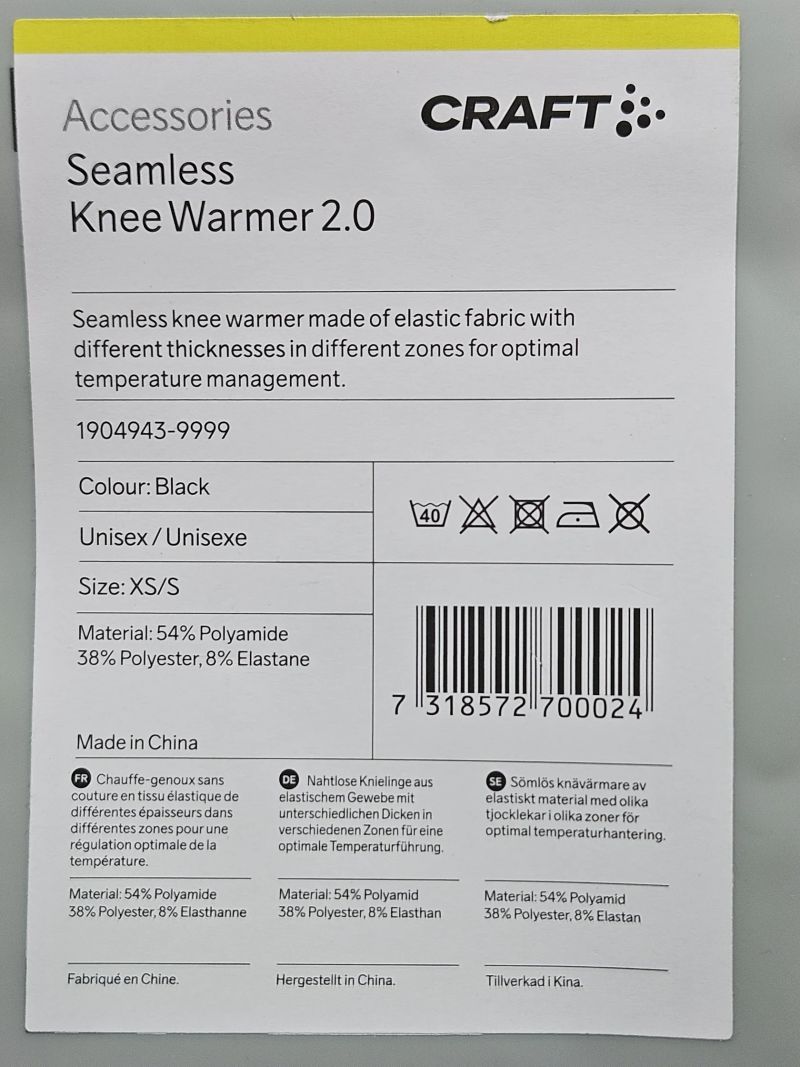 Accessories
CRAFT
Seamless
Knee Warmer 2.0
Seamless knee warmer made of elastic fabric with
different thicknesses in different zones for optimal
temperature management.
1904943-9999
Colour: Black
Unisex / Unisexe
Size: XS/S
Material: 54% Polyamide
38% Polyester, 8% Elastane
Made in China
40
7 318572 700024
FR Chauffe-genoux sans
couture en tissu élastique de
différentes épaisseurs dans
différentes zones pour une
régulation optimale de la
température.
Material: 54% Polyamide
38% Polyester, 8% Elasthanne
Fabriqué en Chine.
DE Nahtlose Knielinge aus
elastischem Gewebe mit
unterschiedlichen Dicken in
verschiedenen Zonen für eine
optimale Temperaturführung.
Material: 54% Polyamid
38% Polyester, 8% Elasthan
Hergestellt in China.
SE Sömlös knävärmare av
elastiskt material med olika
tjocklekar i olika zoner för
optimal temperaturhantering.
Material: 54% Polyamid
38% Polyester, 8% Elastan
Tillverkad i Kina.